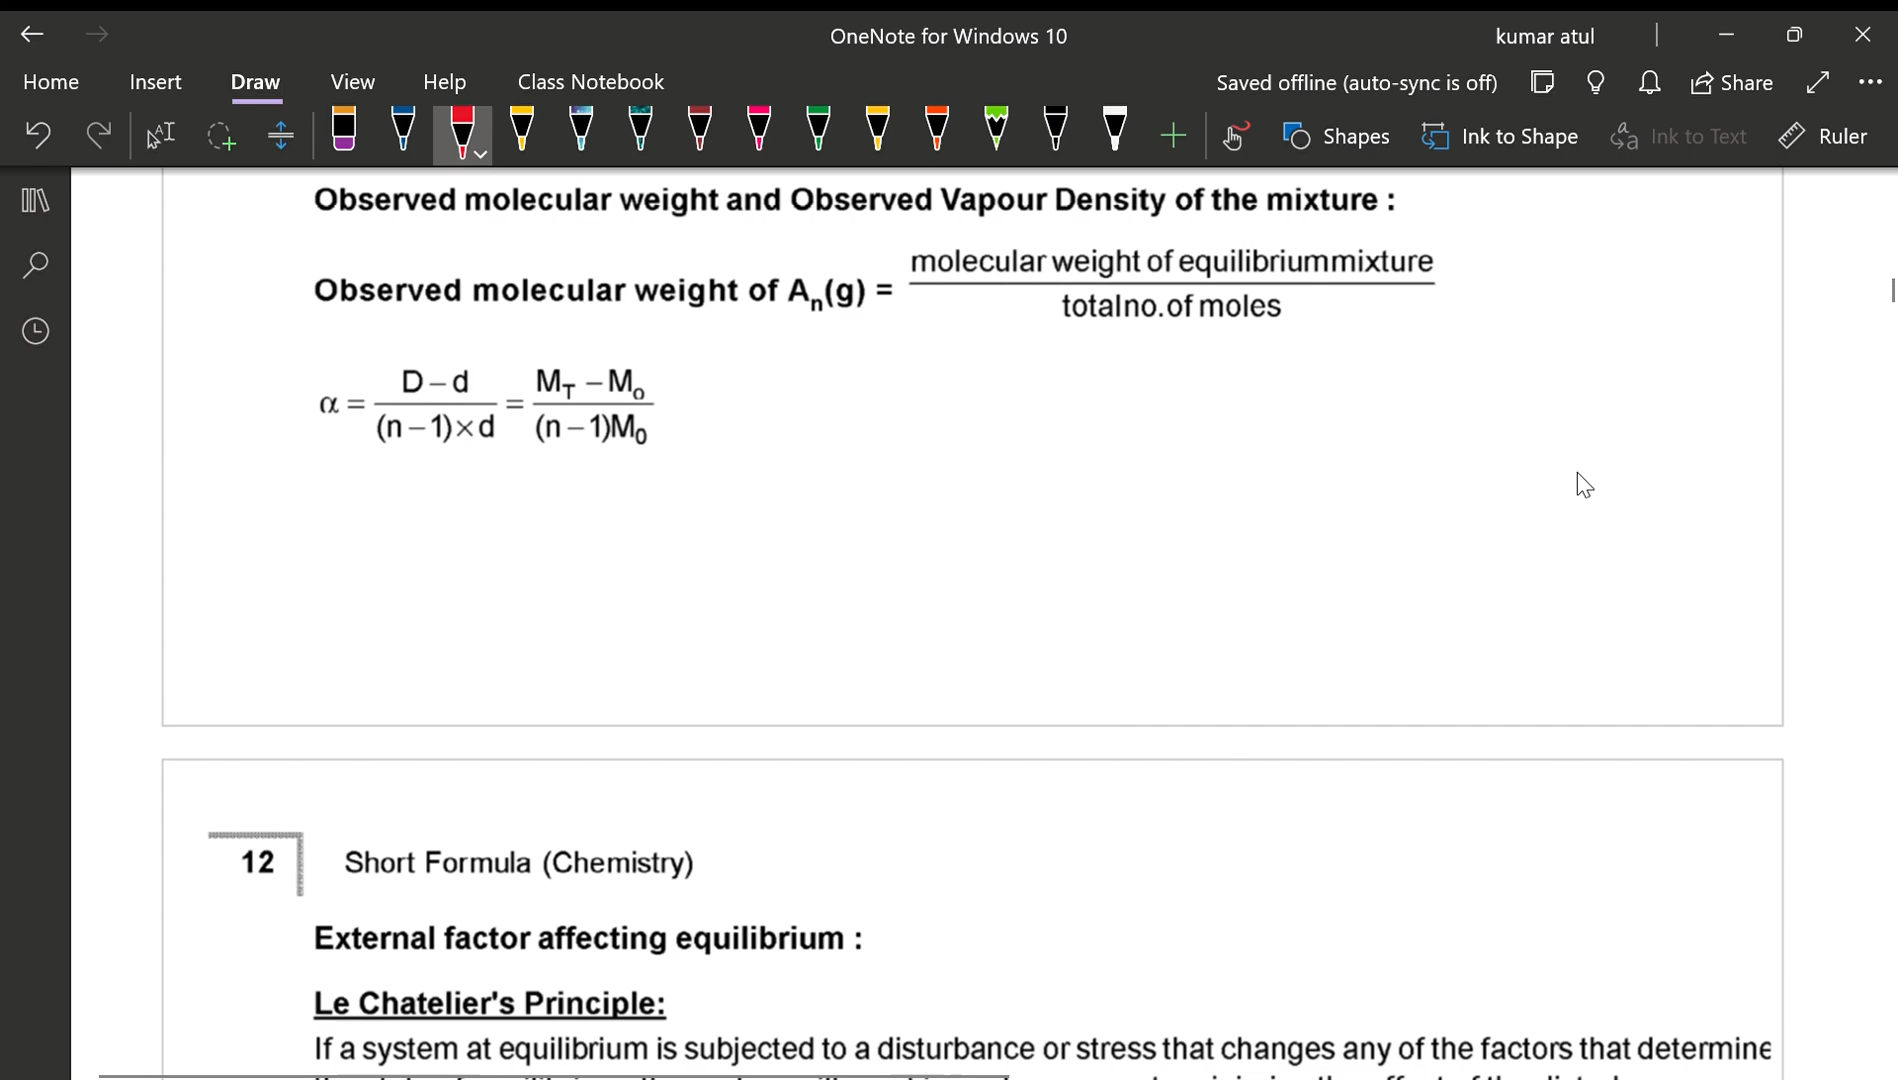 OneNote for Windows 10
kumar atul
Home Insert Draw View Help Class Notebook
Saved offline (auto-sync is off) Share
Shapes Ink to Shape Ink to Text Ruler
Observed molecular weight and Observed Vapour Density of the mixture :
Observed molecular weight of Aₙ(g) = molecular weight of equilibriummixture / totalno.of moles
α = D – d / (n – 1) × d = M_T – M_o / (n – 1)M_0
12 Short Formula (Chemistry)
External factor affecting equilibrium :
Le Chatelier's Principle:
If a system at equilibrium is subjected to a disturbance or stress that changes any of the factors that determine